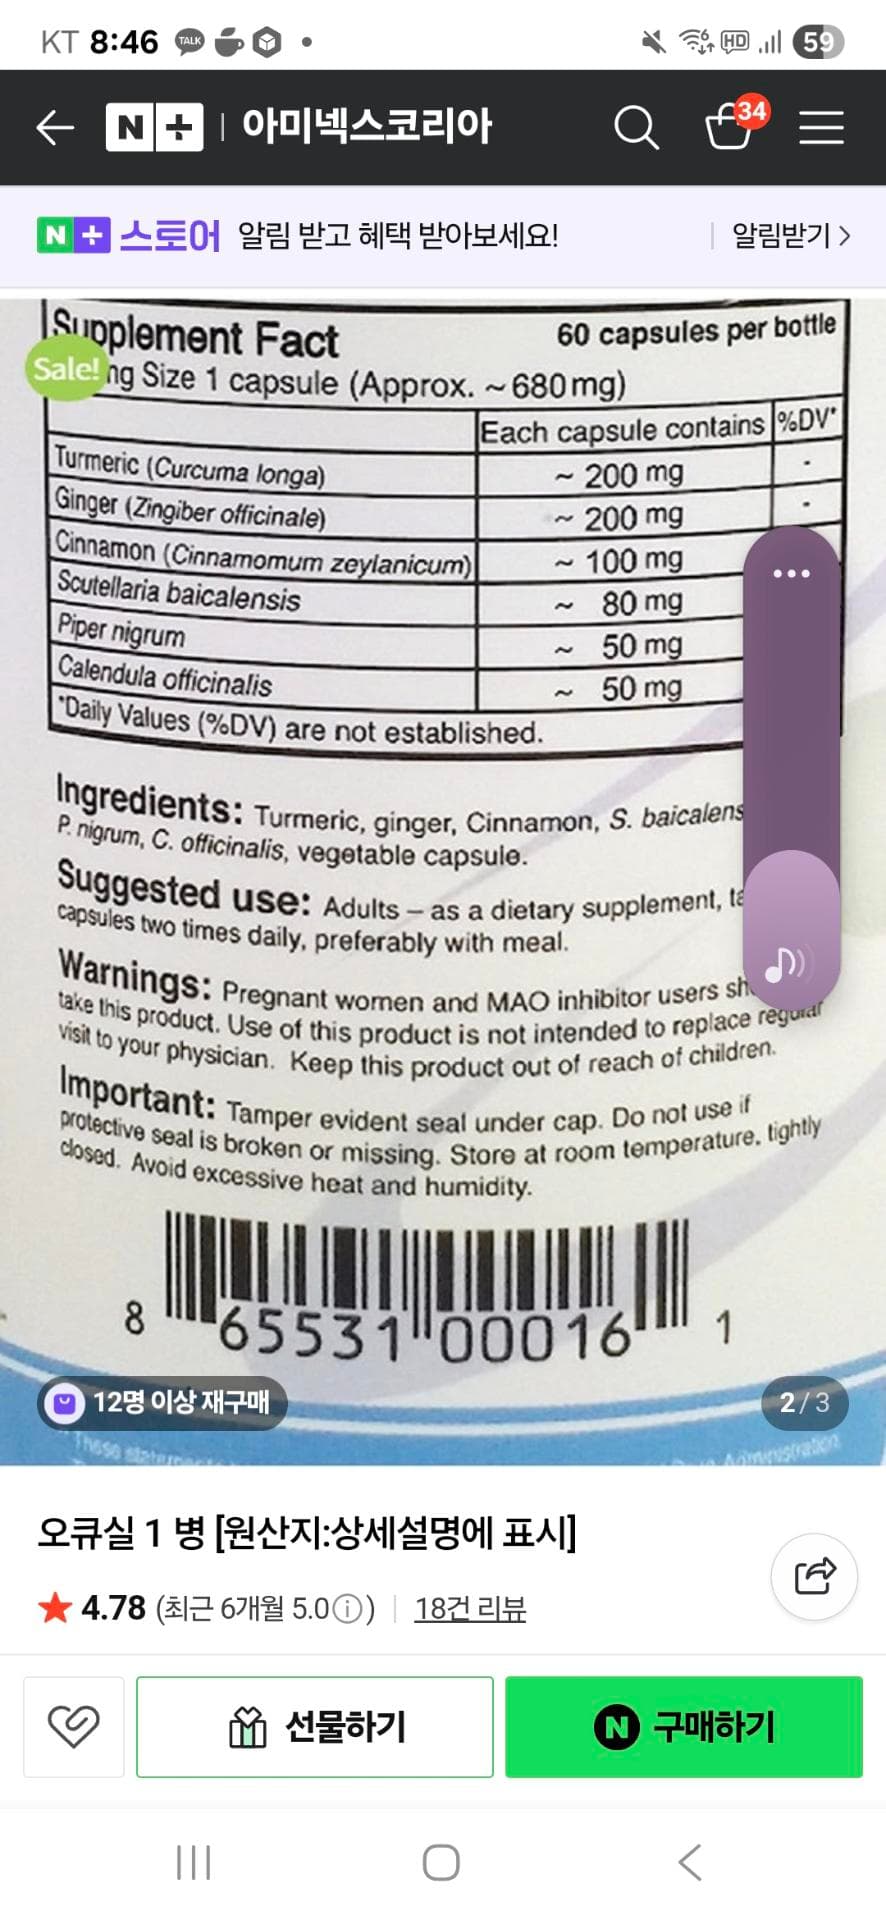 KT 8:46 TALK HD 59
N+ | 아미넥스코리아 34
N+ 스토어 알림 받고 혜택 받아보세요! | 알림받기 >
Supplement Fact 60 capsules per bottle
Sale! ng Size 1 capsule (Approx. ~680 mg)
Each capsule contains %DV*
Turmeric (Curcuma longa) ~ 200 mg -
Ginger (Zingiber officinale) ~ 200 mg -
Cinnamon (Cinnamomum zeylanicum) ~ 100 mg
Scutellaria baicalensis ~ 80 mg
Piper nigrum ~ 50 mg
Calendula officinalis ~ 50 mg
*Daily Values (%DV) are not established.
Ingredients: Turmeric, ginger, Cinnamon, S. baicalens
P. nigrum, C. officinalis, vegetable capsule.
Suggested use: Adults – as a dietary supplement,
capsules two times daily, preferably with meal.
Warnings: Pregnant women and MAO inhibitor users sh
take this product. Use of this product is not intended to replace regular
visit to your physician. Keep this product out of reach of children.
Important: Tamper evident seal under cap. Do not use if
protective seal is broken or missing. Store at room temperature, tightly
closed. Avoid excessive heat and humidity.
8 65531 00016 1
12명 이상 재구매 2 / 3
These Administration
오큐실 1 병 [원산지:상세설명에 표시]
4.78 (최근 6개월 5.0) | 18건 리뷰
선물하기 N 구매하기